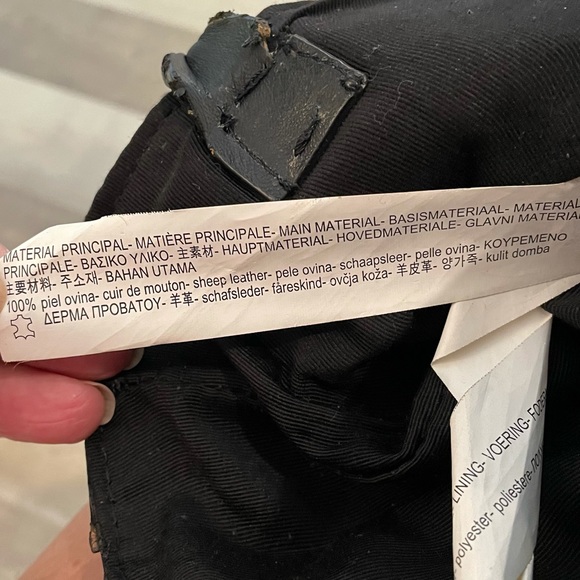 MATERIAL PRINCIPAL- MATIÈRE PRINCIPALE- MAIN MATERIAL- BASISMATERIAAL- MATERIAL
PRINCIPALE- ΒΑΣΙΚΟ ΥΛΙΚΟ- 主素材- HAUPTMATERIAL- HOVEDMATERIALE- GLAVNI MATERIAL
主要材料- 주소재- BAHAN UTAMA
100% piel ovina- cuir de mouton- sheep leather- pele ovina- schaapsleer- pelle ovina- ΚΟΥΡΕΜΕΝΟ
ΔΕΡΜΑ ΠΡΟΒΑΤΟΥ- 羊革- schafsleder- fåreskind- ovčja koža- 羊皮革- 양가죽- kulit domba
LINING- VOERING-
polyester- poliestere-